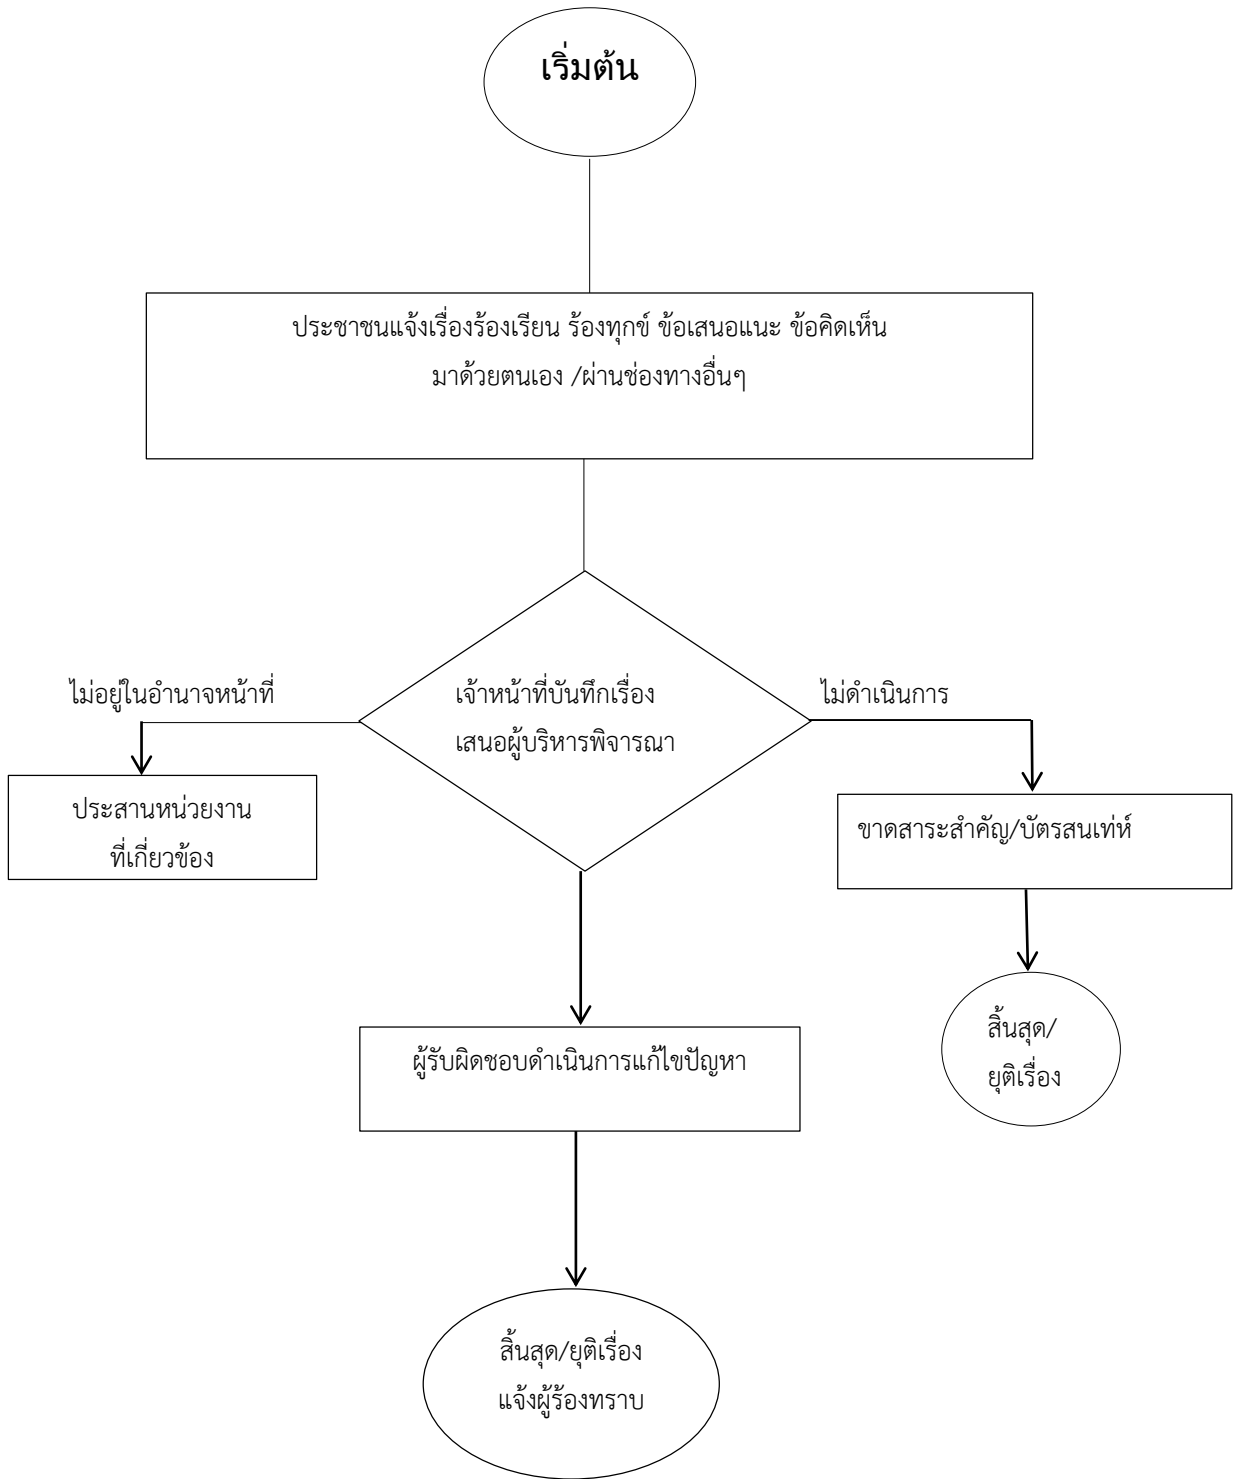 เริ่มต้น
ประชาชนแจ้งเรื่องร้องเรียน ร้องทุกข์ ข้อเสนอแนะ ข้อคิดเห็น
มาด้วยตนเอง /ผ่านช่องทางอื่นๆ
ไม่อยู่ในอำนาจหน้าที่
เจ้าหน้าที่บันทึกเรื่อง
เสนอผู้บริหารพิจารณา
ไม่ดำเนินการ
ประสานหน่วยงาน
ที่เกี่ยวข้อง
ขาดสาระสำคัญ/บัตรสนเท่ห์
สิ้นสุด/
ยุติเรื่อง
ผู้รับผิดชอบดำเนินการแก้ไขปัญหา
สิ้นสุด/ยุติเรื่อง
แจ้งผู้ร้องทราบ